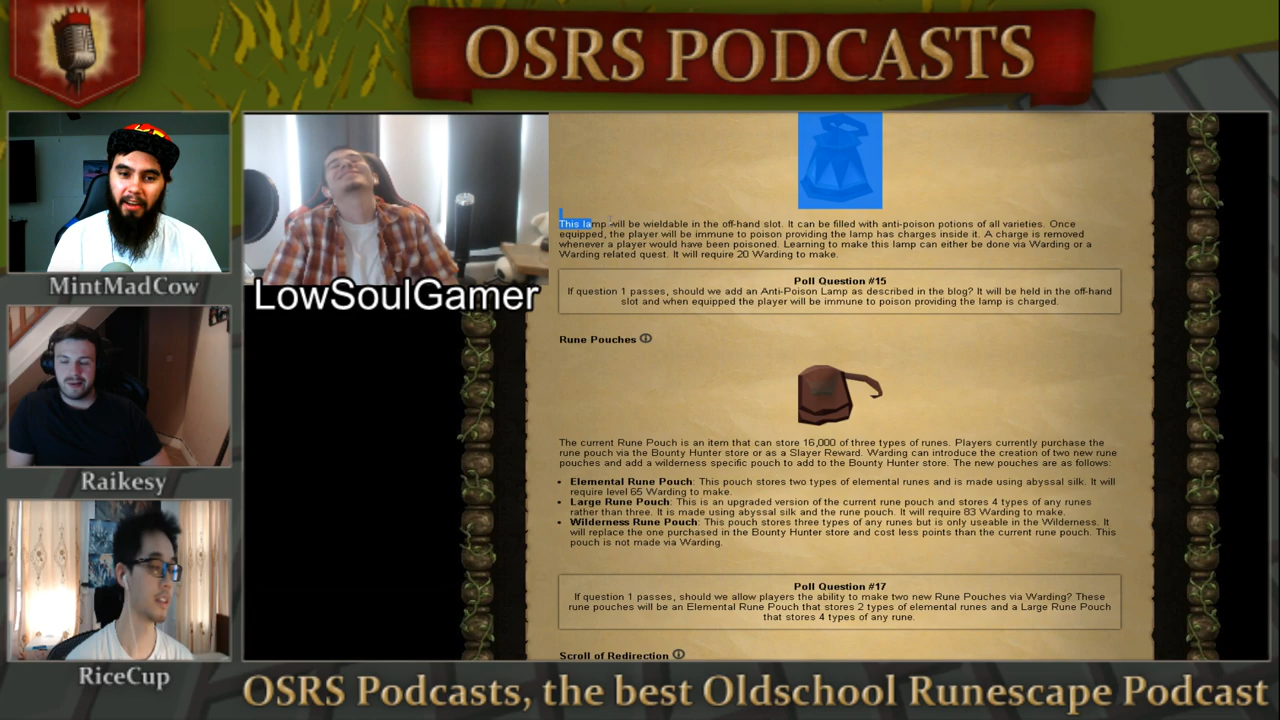 OSRS PODCASTS
MintMadCow
Raikesy
RiceCup
LowSoulGamer
This lamp will be wieldable in the off-hand slot. It can be filled with anti-poison potions of all varieties. Once
equipped, the player will be immune to poison providing the lamp has charges inside it. A charge is removed
whenever a player would have been poisoned. Learning to make this lamp can either be done via Warding or a
Warding related quest. It will require 20 Warding to make.
Poll Question #15
If question 1 passes, should we add an Anti-Poison Lamp as described in the blog? It will be held in the off-hand
slot and when equipped the player will be immune to poison providing the lamp is charged.
Rune Pouches
The current Rune Pouch is an item that can store 16,000 of three types of runes. Players currently purchase the
rune pouch via the Bounty Hunter store or as a Slayer Reward. Warding can introduce the creation of two new rune
pouches and add a wilderness specific pouch to add to the Bounty Hunter store. The new pouches are as follows:
• Elemental Rune Pouch: This pouch stores two types of elemental runes and is made using abyssal silk. It will
require level 65 Warding to make.
• Large Rune Pouch: This is an upgraded version of the current rune pouch and stores 4 types of any runes
rather than three. It is made using abyssal silk and the rune pouch. It will require 83 Warding to make.
• Wilderness Rune Pouch: This pouch stores three types of any runes but is only useable in the Wilderness. It
will replace the one purchased in the Bounty Hunter store and cost less points than the current rune pouch. This
pouch is not made via Warding.
Poll Question #17
If question 1 passes, should we allow players the ability to make two new Rune Pouches via Warding? These
rune pouches will be an Elemental Rune Pouch that stores 2 types of elemental runes and a Large Rune Pouch
that stores 4 types of any rune.
Scroll of Redirection
OSRS Podcasts, the best Oldschool Runescape Podcast